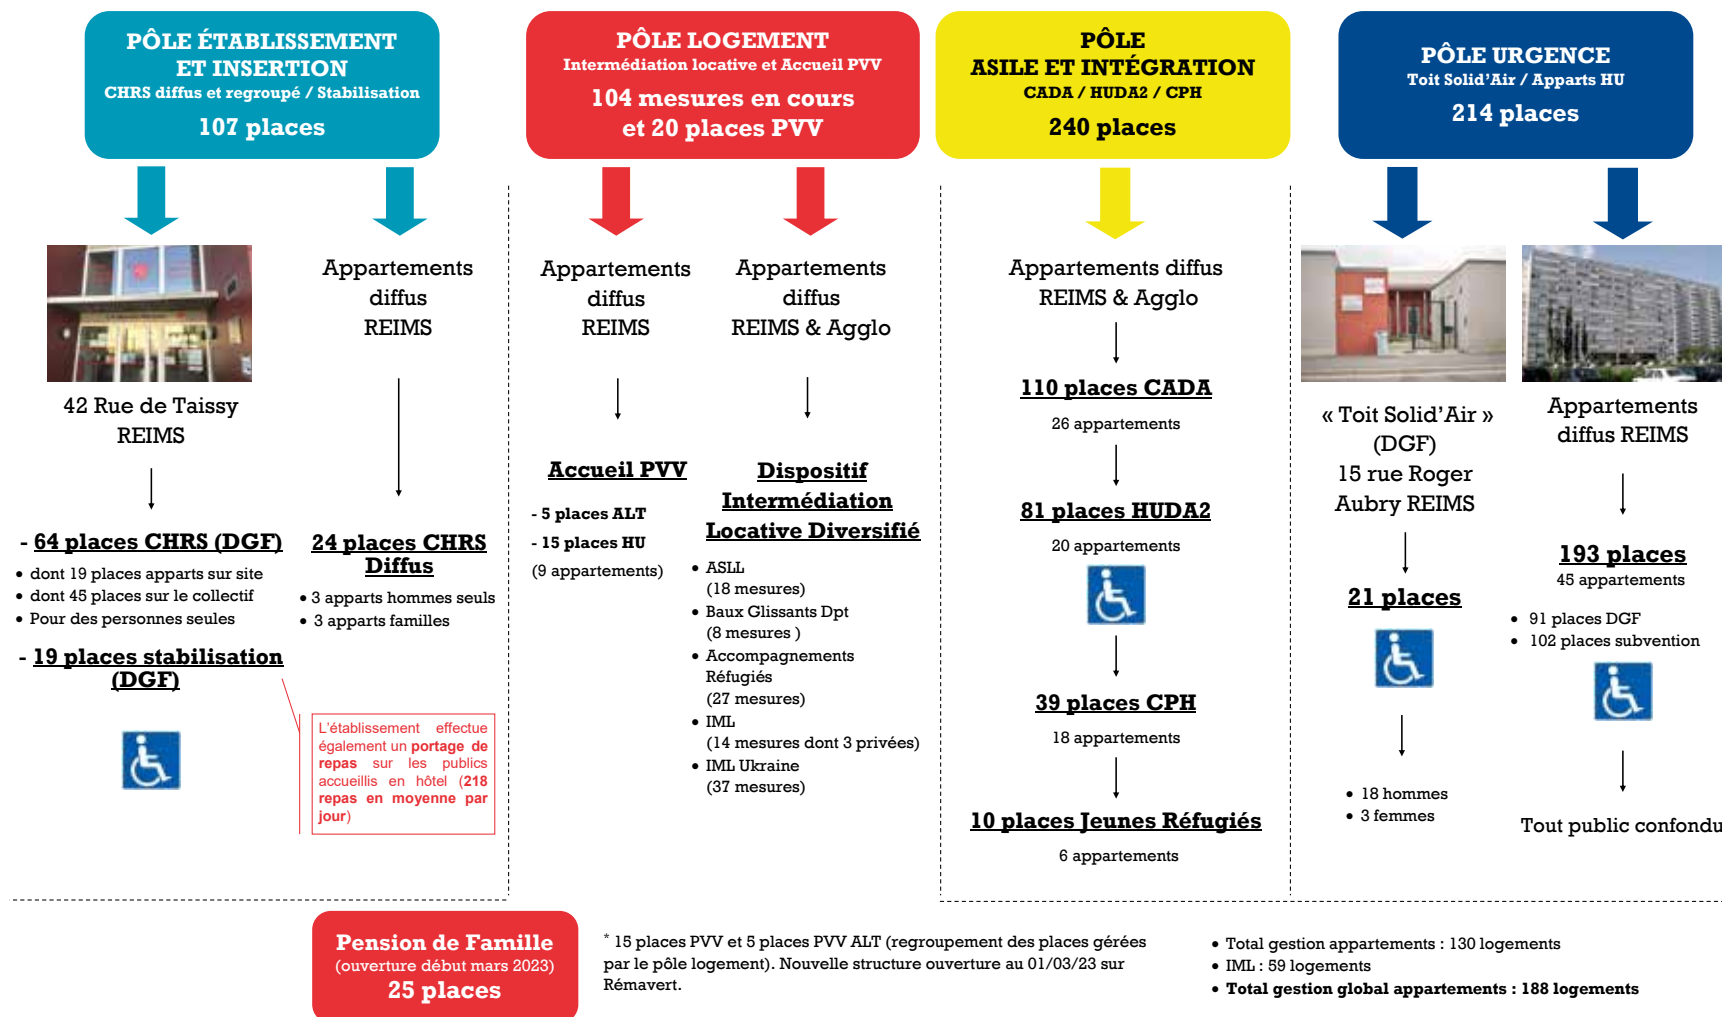 PÔLE ÉTABLISSEMENT
ET INSERTION
CHRS diffus et regroupé / Stabilisation
107 places
PÔLE LOGEMENT
Intermédiation locative et Accueil PVV
104 mesures en cours
et 20 places PVV
PÔLE
ASILE ET INTÉGRATION
CADA / HUDA2 / CPH
240 places
PÔLE URGENCE
Toit Solid'Air / Apparts HU
214 places
42 Rue de Taissy
REIMS
- 64 places CHRS (DGF)
• dont 19 places apparts sur site
• dont 45 places sur le collectif
• Pour des personnes seules
- 19 places stabilisation
(DGF)
Appartements
diffus
REIMS
24 places CHRS
Diffus
• 3 apparts hommes seuls
• 3 apparts familles
L'établissement effectue
également un portage de
repas sur les publics
accueillis en hôtel (218
repas en moyenne par
jour)
Appartements
diffus
REIMS
Accueil PVV
- 5 places ALT
- 15 places HU
(9 appartements)
Appartements
diffus
REIMS & Agglo
Dispositif
Intermédiation
Locative Diversifié
• ASLL
(18 mesures)
• Baux Glissants Dpt
(8 mesures )
• Accompagnements
Réfugiés
(27 mesures)
• IML
(14 mesures dont 3 privées)
• IML Ukraine
(37 mesures)
Appartements diffus
REIMS & Agglo
110 places CADA
26 appartements
81 places HUDA2
20 appartements
39 places CPH
18 appartements
10 places Jeunes Réfugiés
6 appartements
« Toit Solid'Air »
(DGF)
15 rue Roger
Aubry REIMS
21 places
• 18 hommes
• 3 femmes
Appartements
diffus REIMS
193 places
45 appartements
• 91 places DGF
• 102 places subvention
Tout public confondu
Pension de Famille
(ouverture début mars 2023)
25 places
* 15 places PVV et 5 places PVV ALT (regroupement des places gérées
par le pôle logement). Nouvelle structure ouverture au 01/03/23 sur
Rémavert.
• Total gestion appartements : 130 logements
• IML : 59 logements
• Total gestion global appartements : 188 logements